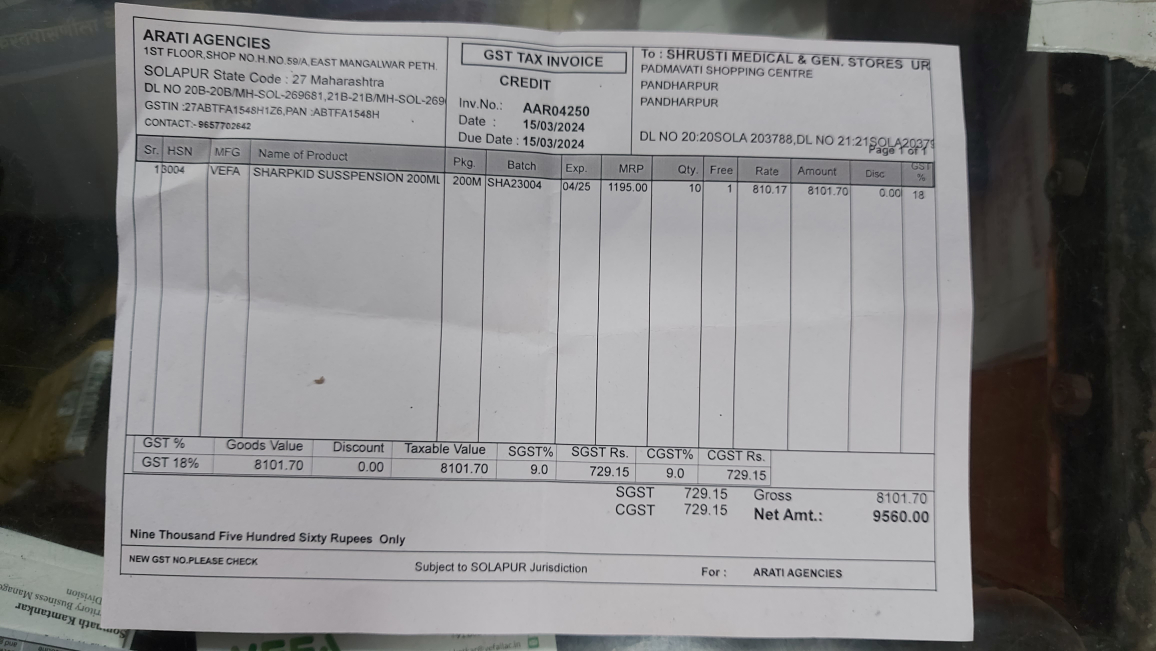 ARATI AGENCIES
1ST FLOOR,SHOP NO.H.NO.59/A,EAST MANGALWAR PETH.
SOLAPUR State Code : 27 Maharashtra
DL NO 20B-20B/MH-SOL-269681,21B-21B/MH-SOL-269
GSTIN :27ABTFA1548H1Z6,PAN :ABTFA1548H
CONTACT:-9657702642
GST TAX INVOICE
CREDIT
Inv.No.: AAR04250
Date : 15/03/2024
Due Date : 15/03/2024
To : SHRUSTI MEDICAL & GEN. STORES UR
PADMAVATI SHOPPING CENTRE
PANDHARPUR
PANDHARPUR
DL NO 20:20SOLA 203788,DL NO 21:21SOLA20379
Page 1 of 1
Sr. HSN MFG Name of Product Pkg. Batch Exp. MRP Qty. Free Rate Amount Disc GST %
1 3004 VEFA SHARPKID SUSSPENSION 200ML 200M SHA23004 04/25 1195.00 10 1 810.17 8101.70 0.00 18
GST % Goods Value Discount Taxable Value SGST% SGST Rs. CGST% CGST Rs.
GST 18% 8101.70 0.00 8101.70 9.0 729.15 9.0 729.15
SGST 729.15 Gross 8101.70
CGST 729.15 Net Amt.: 9560.00
Nine Thousand Five Hundred Sixty Rupees Only
NEW GST NO.PLEASE CHECK Subject to SOLAPUR Jurisdiction For : ARATI AGENCIES
Kamtankar
Business Manage
Division